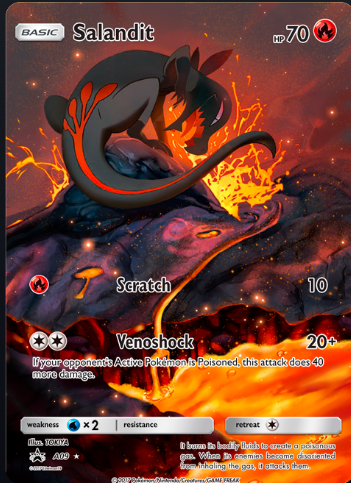 BASIC Salandit HP 70
Scratch 10
Venoshock 20+
If your opponent's Active Pokémon is Poisoned, this attack does 40
more damage.
weakness ×2 resistance retreat
Illus. TOKIYA
A09
It burns its bodily fluids to create a poisonous
gas. When its enemies become disoriented
from inhaling the gas, it attacks them.
© 2017 Pokémon/Nintendo/Creatures/GAME FREAK